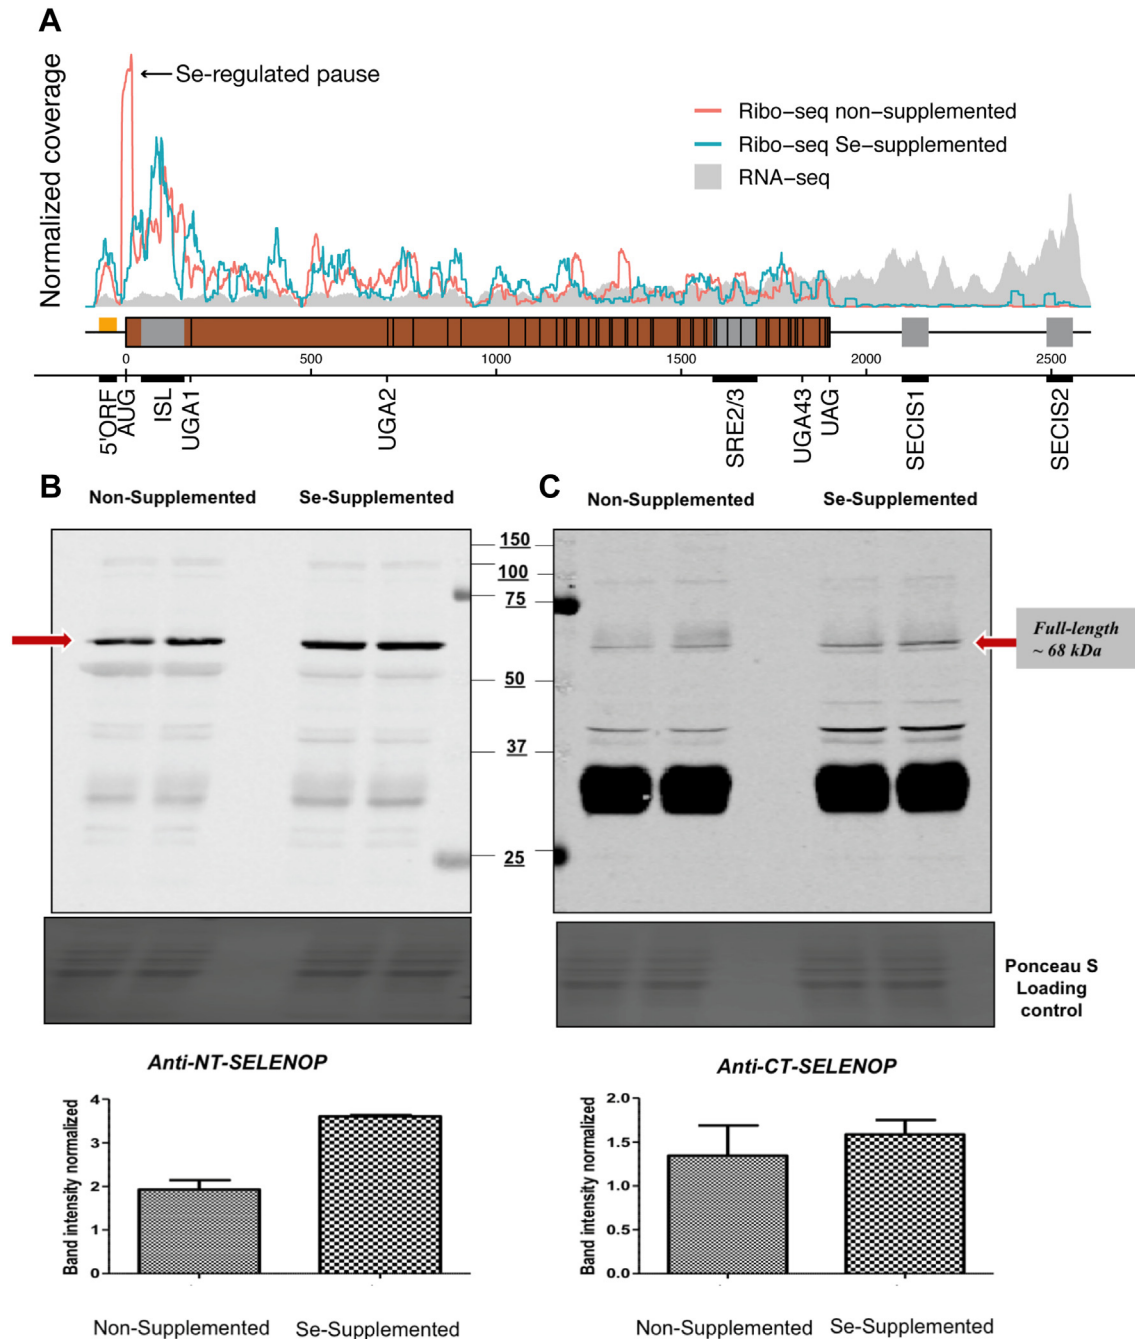 A
Normalized coverage
Se-regulated pause
Ribo-seq non-supplemented
Ribo-seq Se-supplemented
RNA-seq
0 500 1000 1500 2000 2500
5'ORF AUG ISL UGA1 UGA2 SRE2/3 UGA43 UAG SECIS1 SECIS2
B
Non-Supplemented Se-Supplemented
C
Non-Supplemented Se-Supplemented
150
100
75
50
37
25
Full-length
~ 68 kDa
Ponceau S
Loading
control
Anti-NT-SELENOP
Band intensity normalized
4
3
2
1
0
Non-Supplemented Se-Supplemented
Anti-CT-SELENOP
Band intensity normalized
2.0
1.5
1.0
0.5
0.0
Non-Supplemented Se-Supplemented